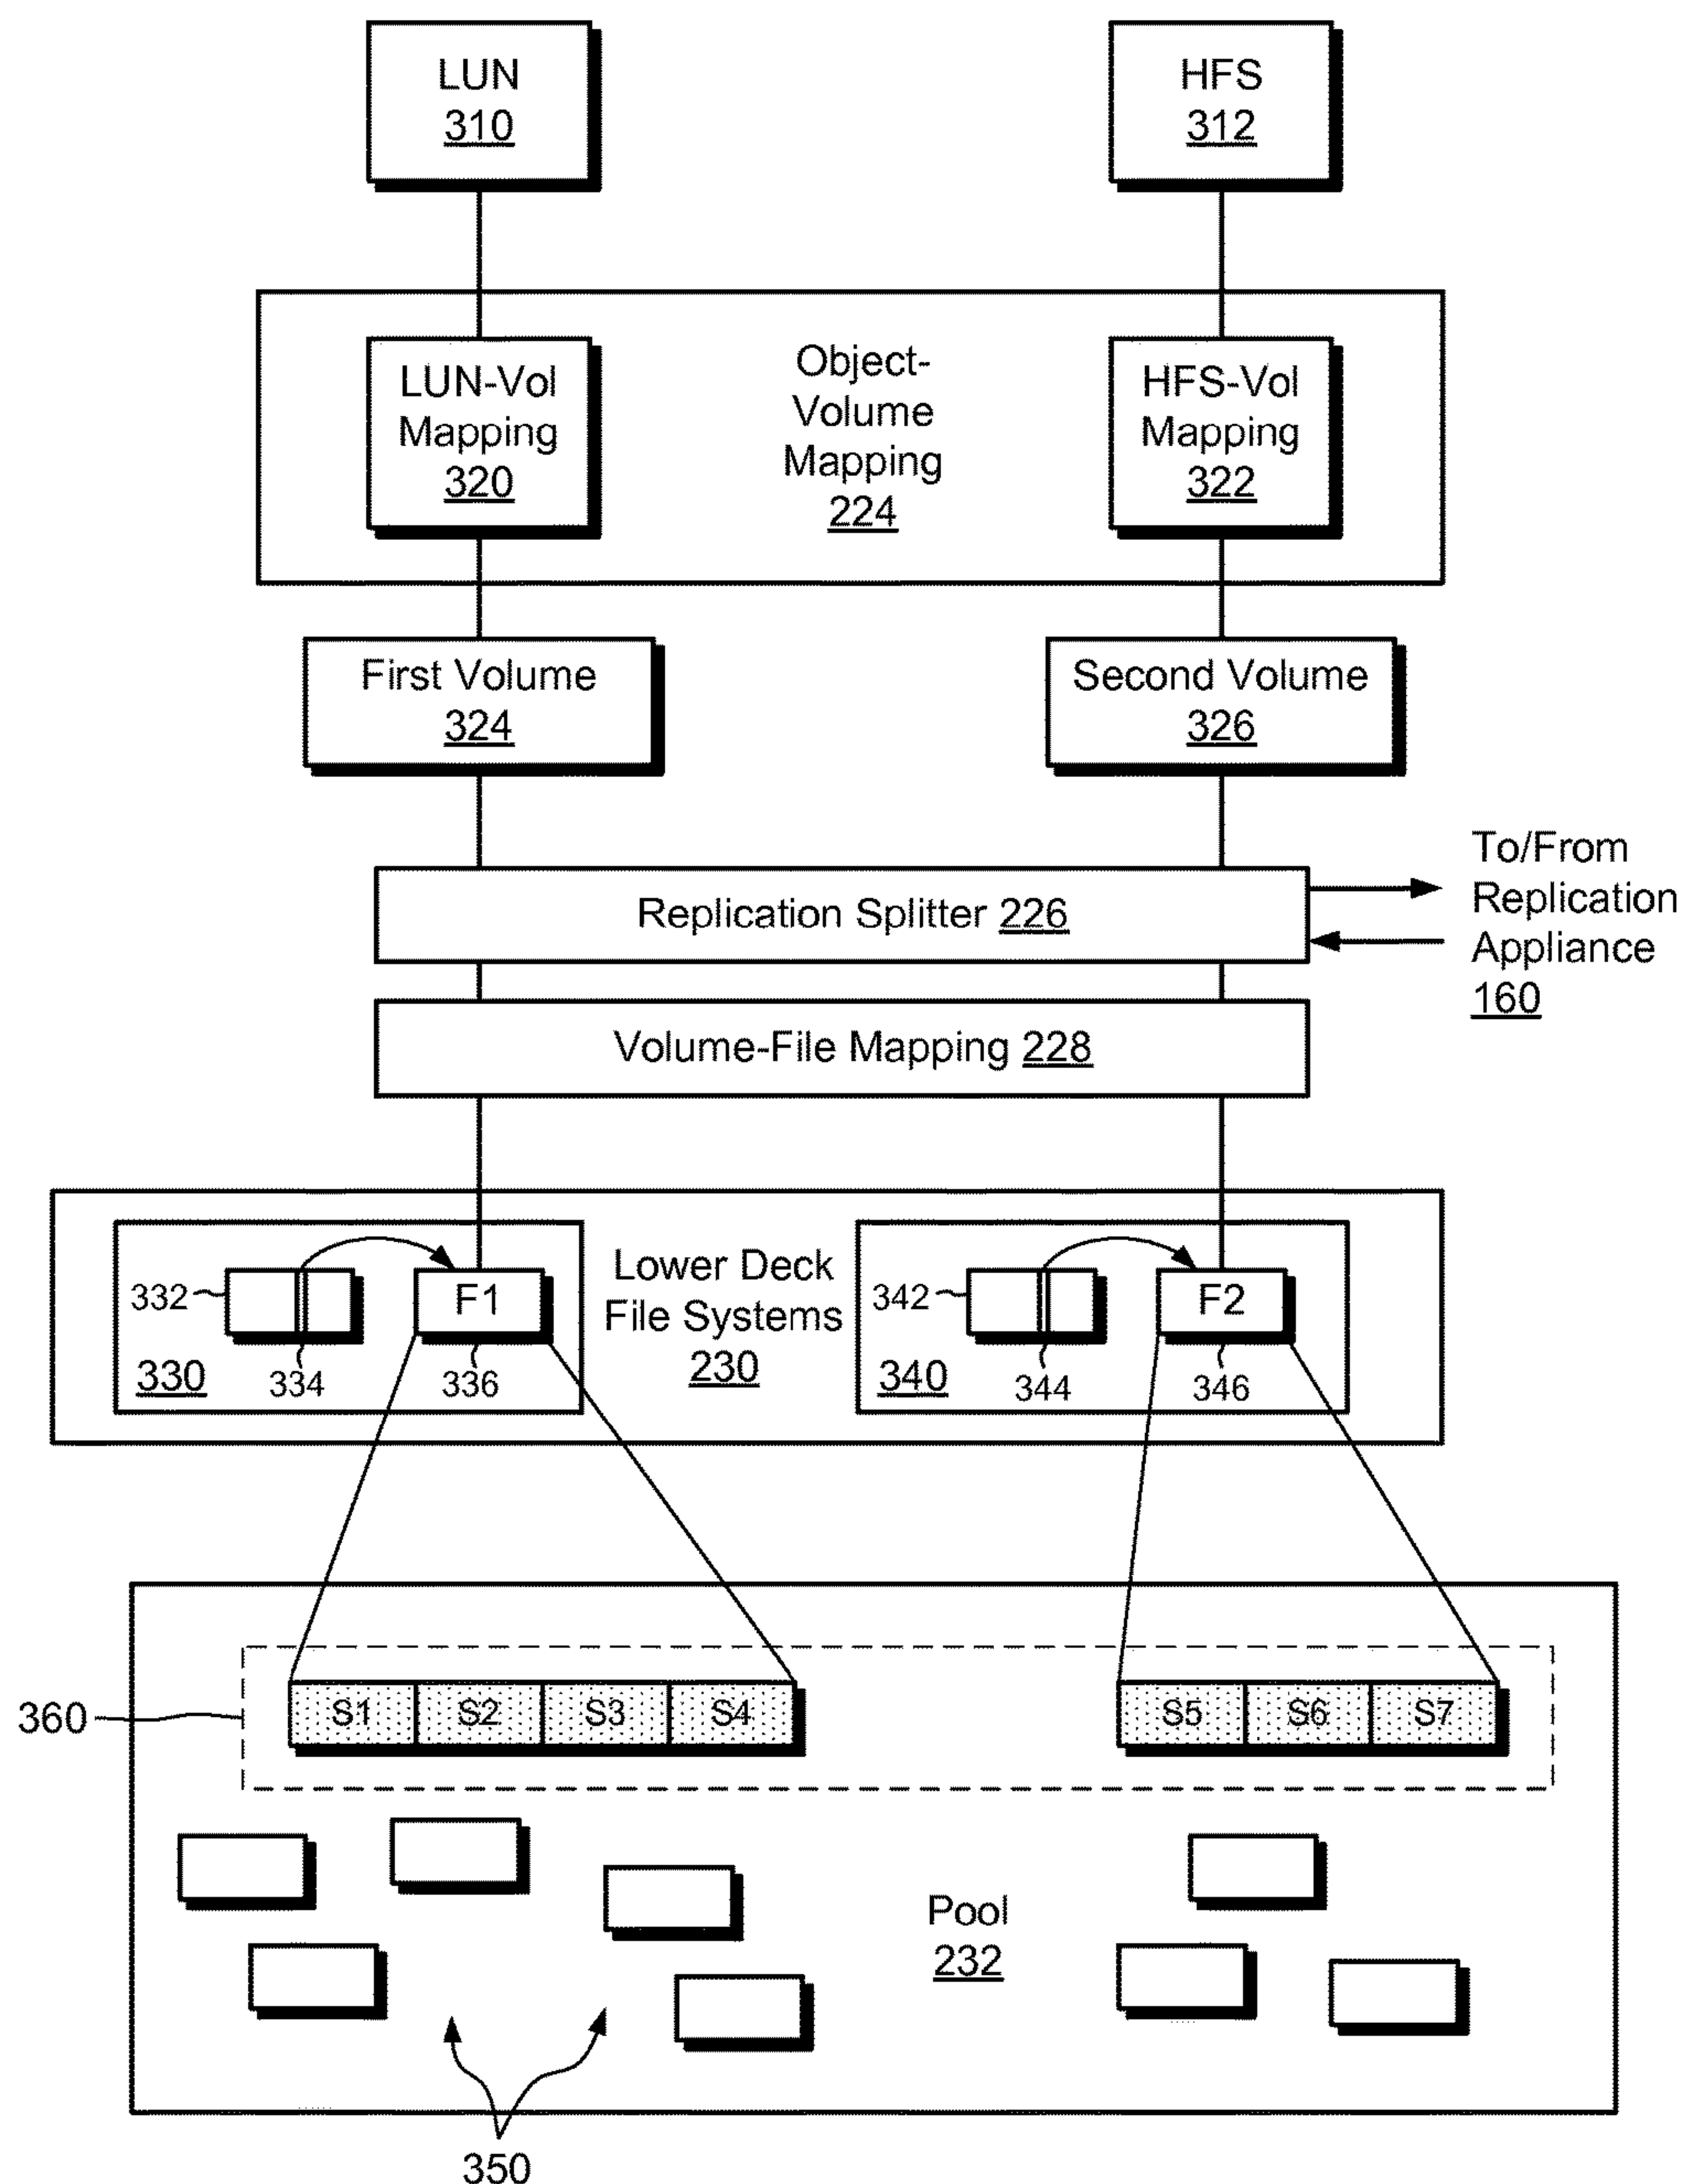 LUN
310
HFS
312
LUN-Vol
Mapping
320
Object-
Volume
Mapping
224
HFS-Vol
Mapping
322
First Volume
324
Second Volume
326
Replication Splitter 226
To/From
Replication
Appliance
160
Volume-File Mapping 228
332
334
F1
336
330
Lower Deck
File Systems
230
342
344
F2
346
340
360
S1 S2 S3 S4
S5 S6 S7
Pool
232
350